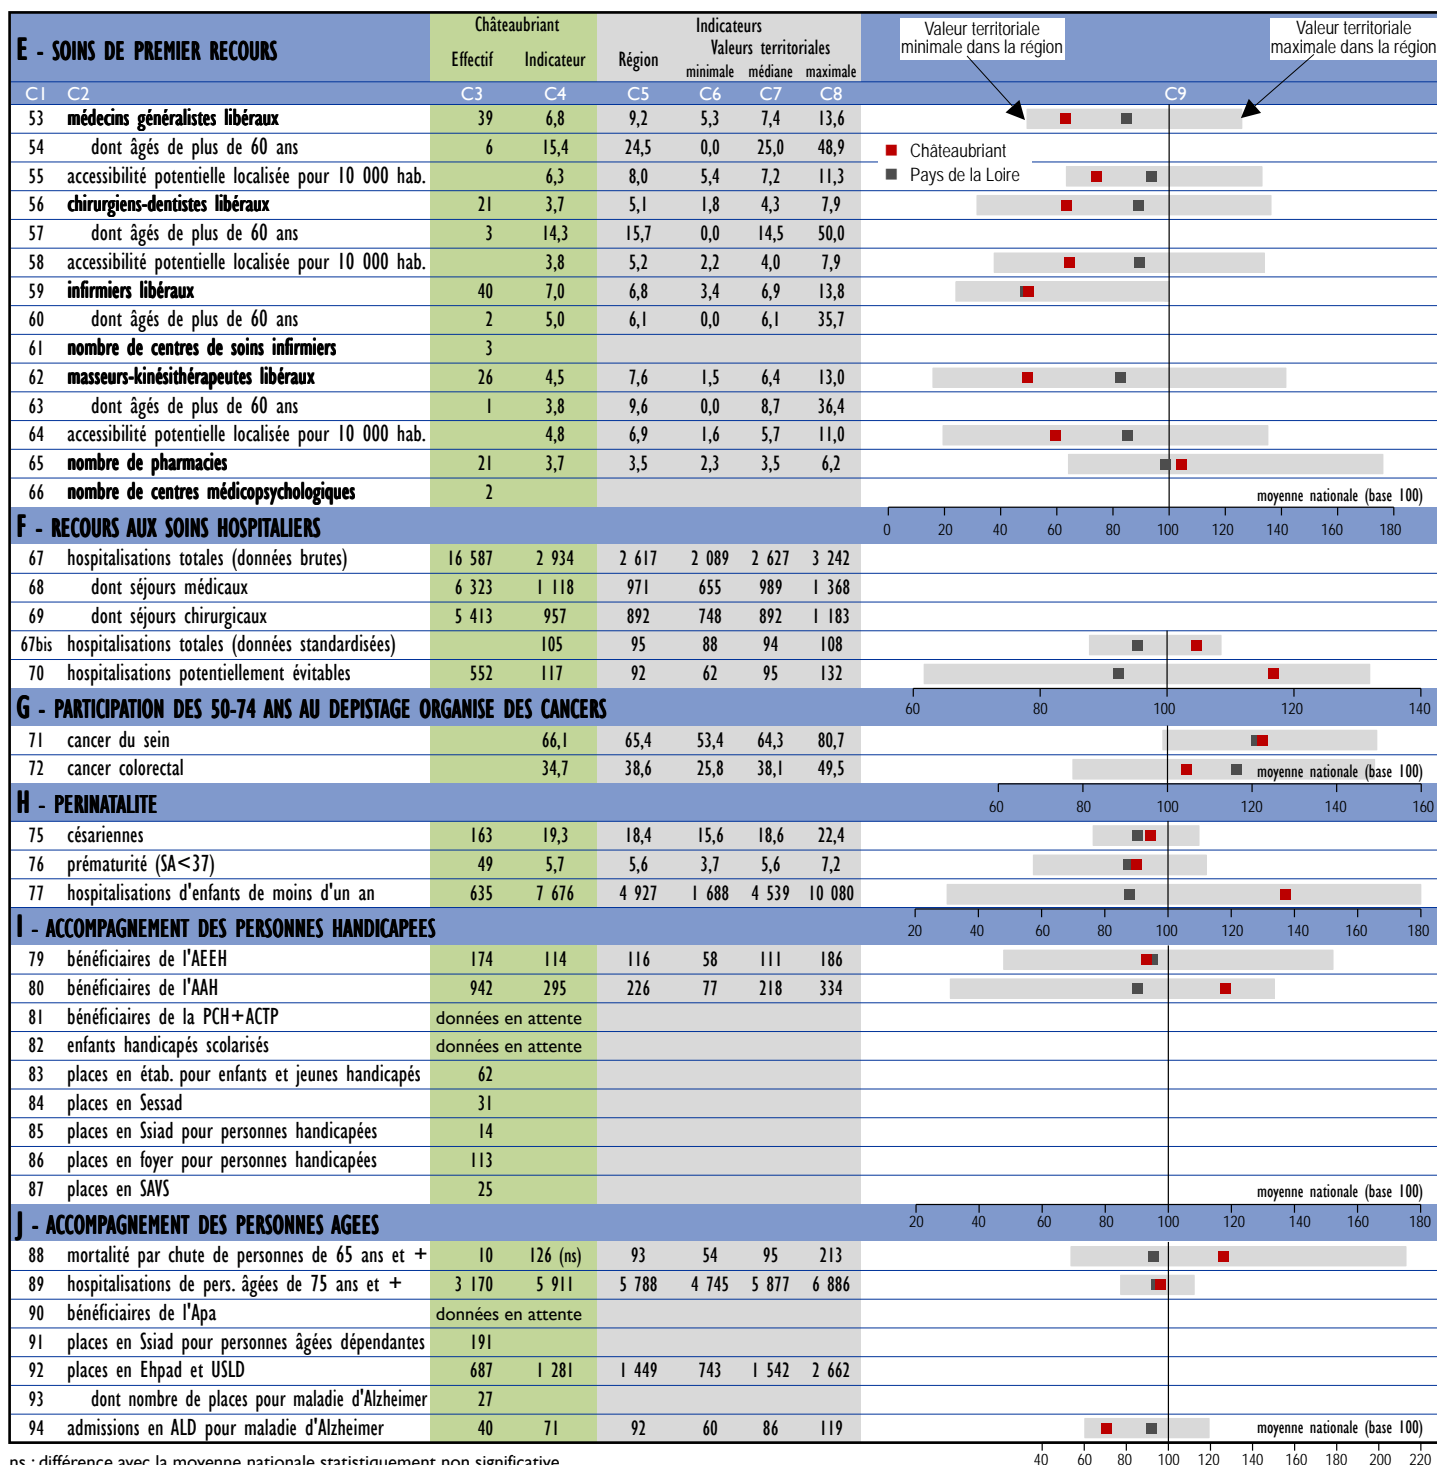 Châteaubriant Indicateurs
Valeur territoriale minimale dans la région
Valeur territoriale maximale dans la région
E - SOINS DE PREMIER RECOURS Effectif Indicateur Région Valeurs territoriales
minimale médiane maximale
C1 C2 C3 C4 C5 C6 C7 C8 C9
53 médecins généralistes libéraux 39 6,8 9,2 5,3 7,4 13,6
54 dont âgés de plus de 60 ans 6 15,4 24,5 0,0 25,0 48,9
Châteaubriant
Pays de la Loire
55 accessibilité potentielle localisée pour 10 000 hab. 6,3 8,0 5,4 7,2 11,3
56 chirurgiens-dentistes libéraux 21 3,7 5,1 1,8 4,3 7,9
57 dont âgés de plus de 60 ans 3 14,3 15,7 0,0 14,5 50,0
58 accessibilité potentielle localisée pour 10 000 hab. 3,8 5,2 2,2 4,0 7,9
59 infirmiers libéraux 40 7,0 6,8 3,4 6,9 13,8
60 dont âgés de plus de 60 ans 2 5,0 6,1 0,0 6,1 35,7
61 nombre de centres de soins infirmiers 3
62 masseurs-kinésithérapeutes libéraux 26 4,5 7,6 1,5 6,4 13,0
63 dont âgés de plus de 60 ans 1 3,8 9,6 0,0 8,7 36,4
64 accessibilité potentielle localisée pour 10 000 hab. 4,8 6,9 1,6 5,7 11,0
65 nombre de pharmacies 21 3,7 3,5 2,3 3,5 6,2
66 nombre de centres médicopsychologiques 2 moyenne nationale (base 100)
F - RECOURS AUX SOINS HOSPITALIERS 0 20 40 60 80 100 120 140 160 180
67 hospitalisations totales (données brutes) 16 587 2 934 2 617 2 089 2 627 3 242
68 dont séjours médicaux 6 323 1 118 971 655 989 1 368
69 dont séjours chirurgicaux 5 413 957 892 748 892 1 183
67bis hospitalisations totales (données standardisées) 105 95 88 94 108
70 hospitalisations potentiellement évitables 552 117 92 62 95 132
G - PARTICIPATION DES 50-74 ANS AU DEPISTAGE ORGANISE DES CANCERS 60 80 100 120 140
71 cancer du sein 66,1 65,4 53,4 64,3 80,7
72 cancer colorectal 34,7 38,6 25,8 38,1 49,5 moyenne nationale (base 100)
H - PERINATALITE 60 80 100 120 140 160
75 césariennes 163 19,3 18,4 15,6 18,6 22,4
76 prématurité (SA<37) 49 5,7 5,6 3,7 5,6 7,2
77 hospitalisations d'enfants de moins d'un an 635 7 676 4 927 1 688 4 539 10 080
I - ACCOMPAGNEMENT DES PERSONNES HANDICAPEES 20 40 60 80 100 120 140 160 180
79 bénéficiaires de l'AEEH 174 114 116 58 111 186
80 bénéficiaires de l'AAH 942 295 226 77 218 334
81 bénéficiaires de la PCH+ACTP données en attente
82 enfants handicapés scolarisés données en attente
83 places en étab. pour enfants et jeunes handicapés 62
84 places en Sessad 31
85 places en Ssiad pour personnes handicapées 14
86 places en foyer pour personnes handicapées 113
87 places en SAVS 25 moyenne nationale (base 100)
J - ACCOMPAGNEMENT DES PERSONNES AGEES 20 40 60 80 100 120 140 160 180
88 mortalité par chute de personnes de 65 ans et + 10 126 (ns) 93 54 95 213
89 hospitalisations de pers. âgées de 75 ans et + 3 170 5 911 5 788 4 745 5 877 6 886
90 bénéficiaires de l'Apa données en attente
91 places en Ssiad pour personnes âgées dépendantes 191
92 places en Ehpad et USLD 687 1 281 1 449 743 1 542 2 662
93 dont nombre de places pour maladie d'Alzheimer 27
94 admissions en ALD pour maladie d'Alzheimer 40 71 92 60 86 119 moyenne nationale (base 100)
ns : différence avec la moyenne nationale statistiquement non significative 40 60 80 100 120 140 160 180 200 220